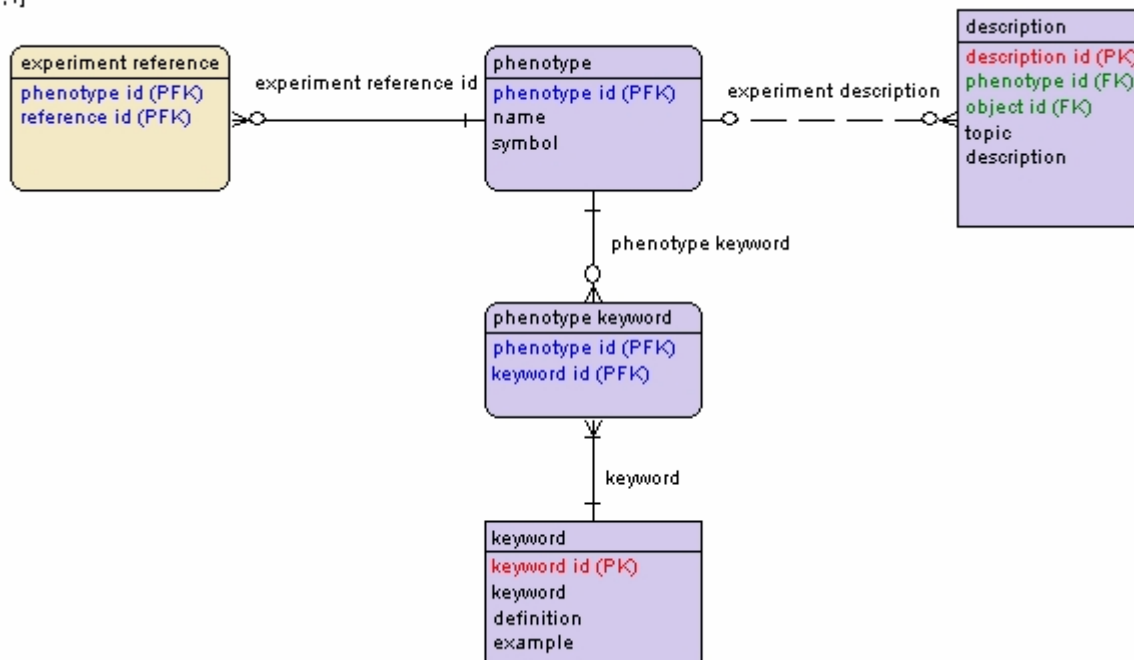 experiment reference
phenotype id (PFK)
reference id (PFK)
experiment reference id
phenotype
phenotype id (PFK)
name
symbol
experiment description
description
description id (PK)
phenotype id (FK)
object id (FK)
topic
description
phenotype keyword
phenotype keyword
phenotype id (PFK)
keyword id (PFK)
keyword
keyword
keyword id (PK)
keyword
definition
example